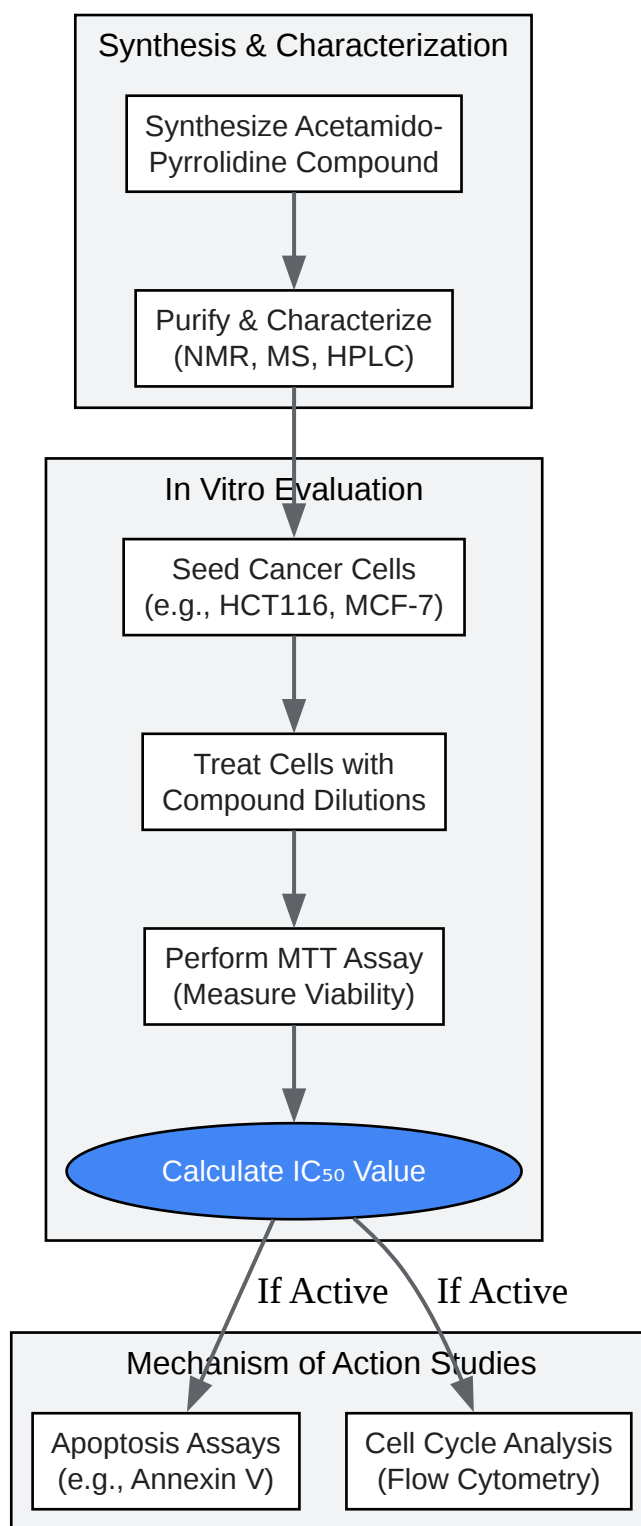 Synthesis & Characterization
Synthesize Acetamido-
Pyrrolidine Compound
Purify & Characterize
(NMR, MS, HPLC)
In Vitro Evaluation
Seed Cancer Cells
(e.g., HCT116, MCF-7)
Treat Cells with
Compound Dilutions
Perform MTT Assay
(Measure Viability)
Calculate IC₅₀ Value
If Active
If Active
Mechanism of Action Studies
Apoptosis Assays
(e.g., Annexin V)
Cell Cycle Analysis
(Flow Cytometry)